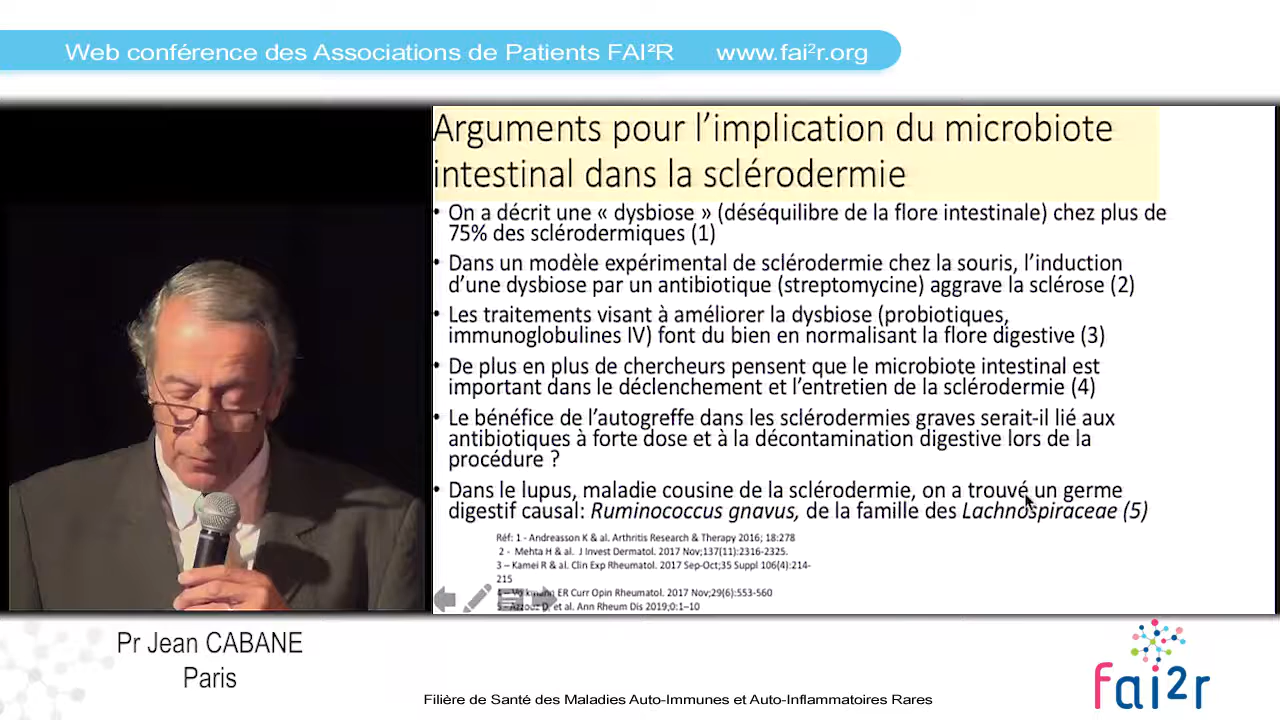 Web conférence des Associations de Patients FAI²R www.fai²r.org
Arguments pour l’implication du microbiote
intestinal dans la sclérodermie
• On a décrit une « dysbiose » (déséquilibre de la flore intestinale) chez plus de
75% des sclérodermiques (1)
• Dans un modèle expérimental de sclérodermie chez la souris, l’induction
d’une dysbiose par un antibiotique (streptomycine) aggrave la sclérose (2)
• Les traitements visant à améliorer la dysbiose (probiotiques,
immunoglobulines IV) font du bien en normalisant la flore digestive (3)
• De plus en plus de chercheurs pensent que le microbiote intestinal est
important dans le déclenchement et l’entretien de la sclérodermie (4)
• Le bénéfice de l’autogreffe dans les sclérodermies graves serait-il lié aux
antibiotiques à forte dose et à la décontamination digestive lors de la
procédure ?
• Dans le lupus, maladie cousine de la sclérodermie, on a trouvé un germe
digestif causal: Ruminococcus gnavus, de la famille des Lachnospiraceae (5)
Réf: 1 - Andreasson K & al. Arthritis Research & Therapy 2016; 18:278
2 - Mehta H & al. J Invest Dermatol. 2017 Nov;137(11):2316-2325.
3 – Kamei R & al. Clin Exp Rheumatol. 2017 Sep-Oct;35 Suppl 106(4):214-
215
4 – ER Curr Opin Rheumatol. 2017 Nov;29(6):553-560
5 - Azzouz D, et al. Ann Rheum Dis 2019;0:1–10
Pr Jean CABANE
Paris
fai2r
Filière de Santé des Maladies Auto-Immunes et Auto-Inflammatoires Rares